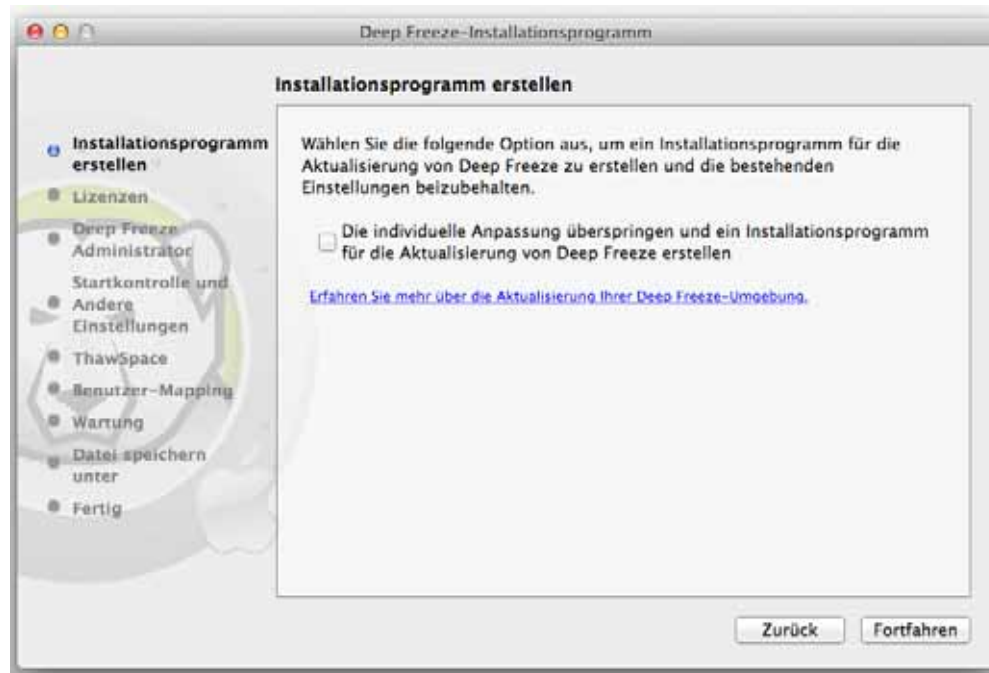 Deep Freeze-Installationsprogramm
Installationsprogramm erstellen
Installationsprogramm
erstellen
Lizenzen
Deep Freeze
Administrator
Startkontrolle und
Andere
Einstellungen
ThawSpace
Benutzer-Mapping
Wartung
Datei speichern
unter
Fertig
Wählen Sie die folgende Option aus, um ein Installationsprogramm für die
Aktualisierung von Deep Freeze zu erstellen und die bestehenden
Einstellungen beizubehalten.
Die individuelle Anpassung überspringen und ein Installationsprogramm
für die Aktualisierung von Deep Freeze erstellen
Erfahren Sie mehr über die Aktualisierung Ihrer Deep Freeze-Umgebung.
Zurück
Fortfahren